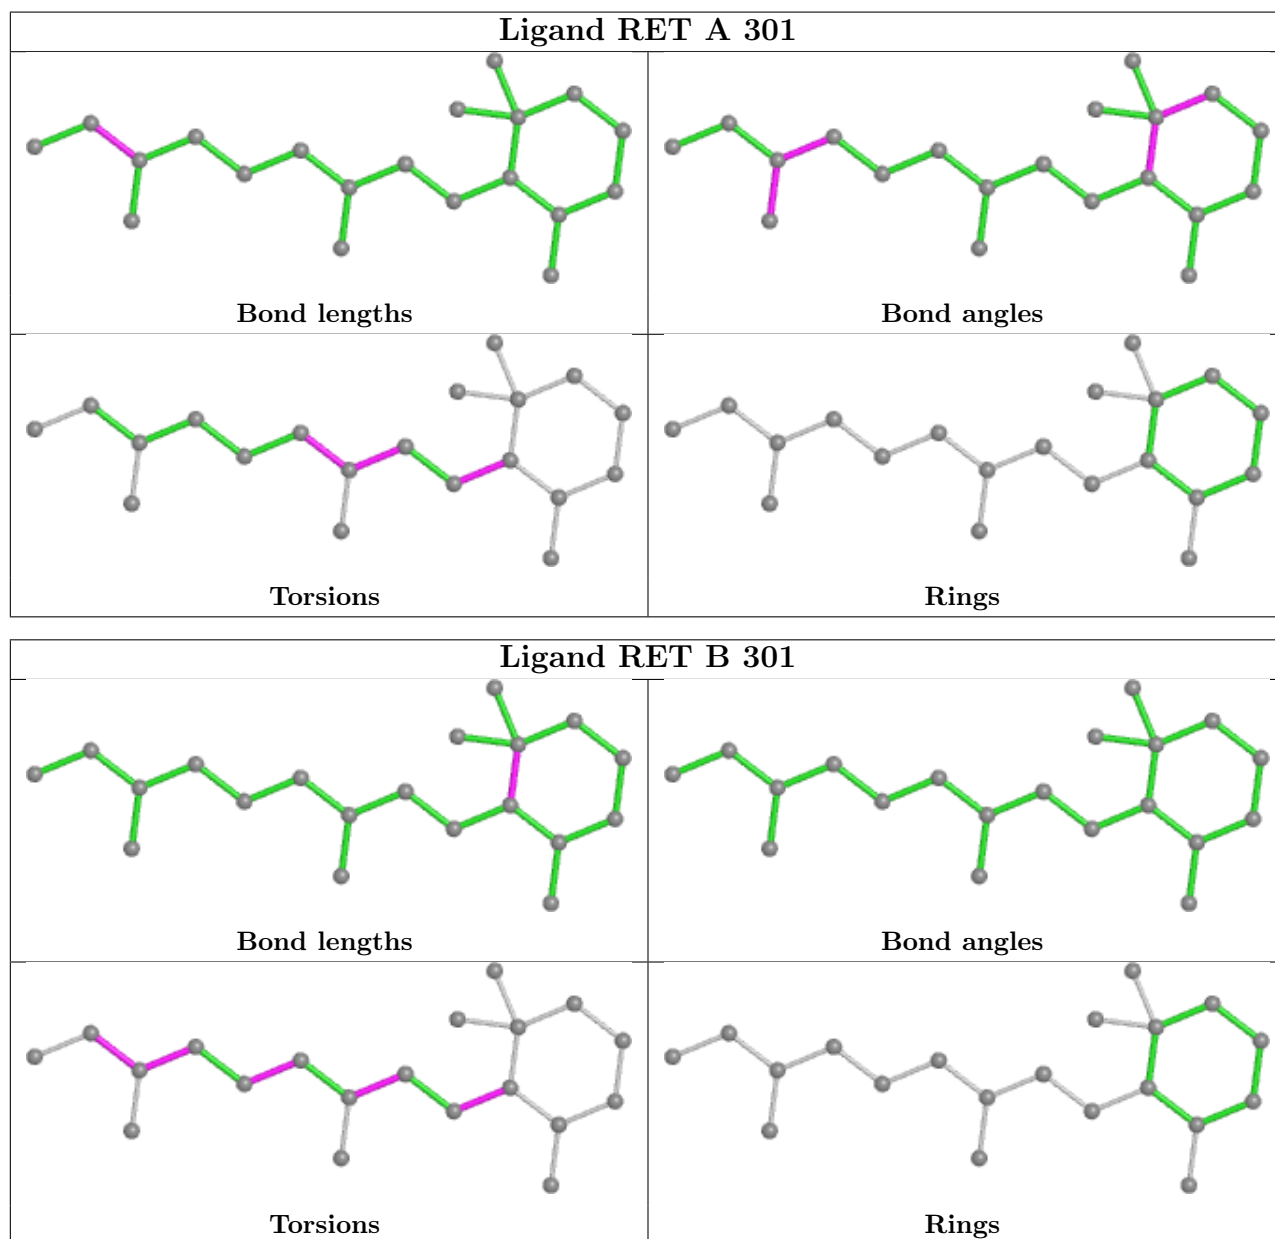 Ligand RET A 301
Bond lengths
Bond angles
Torsions
Rings
Ligand RET B 301
Bond lengths
Bond angles
Torsions
Rings